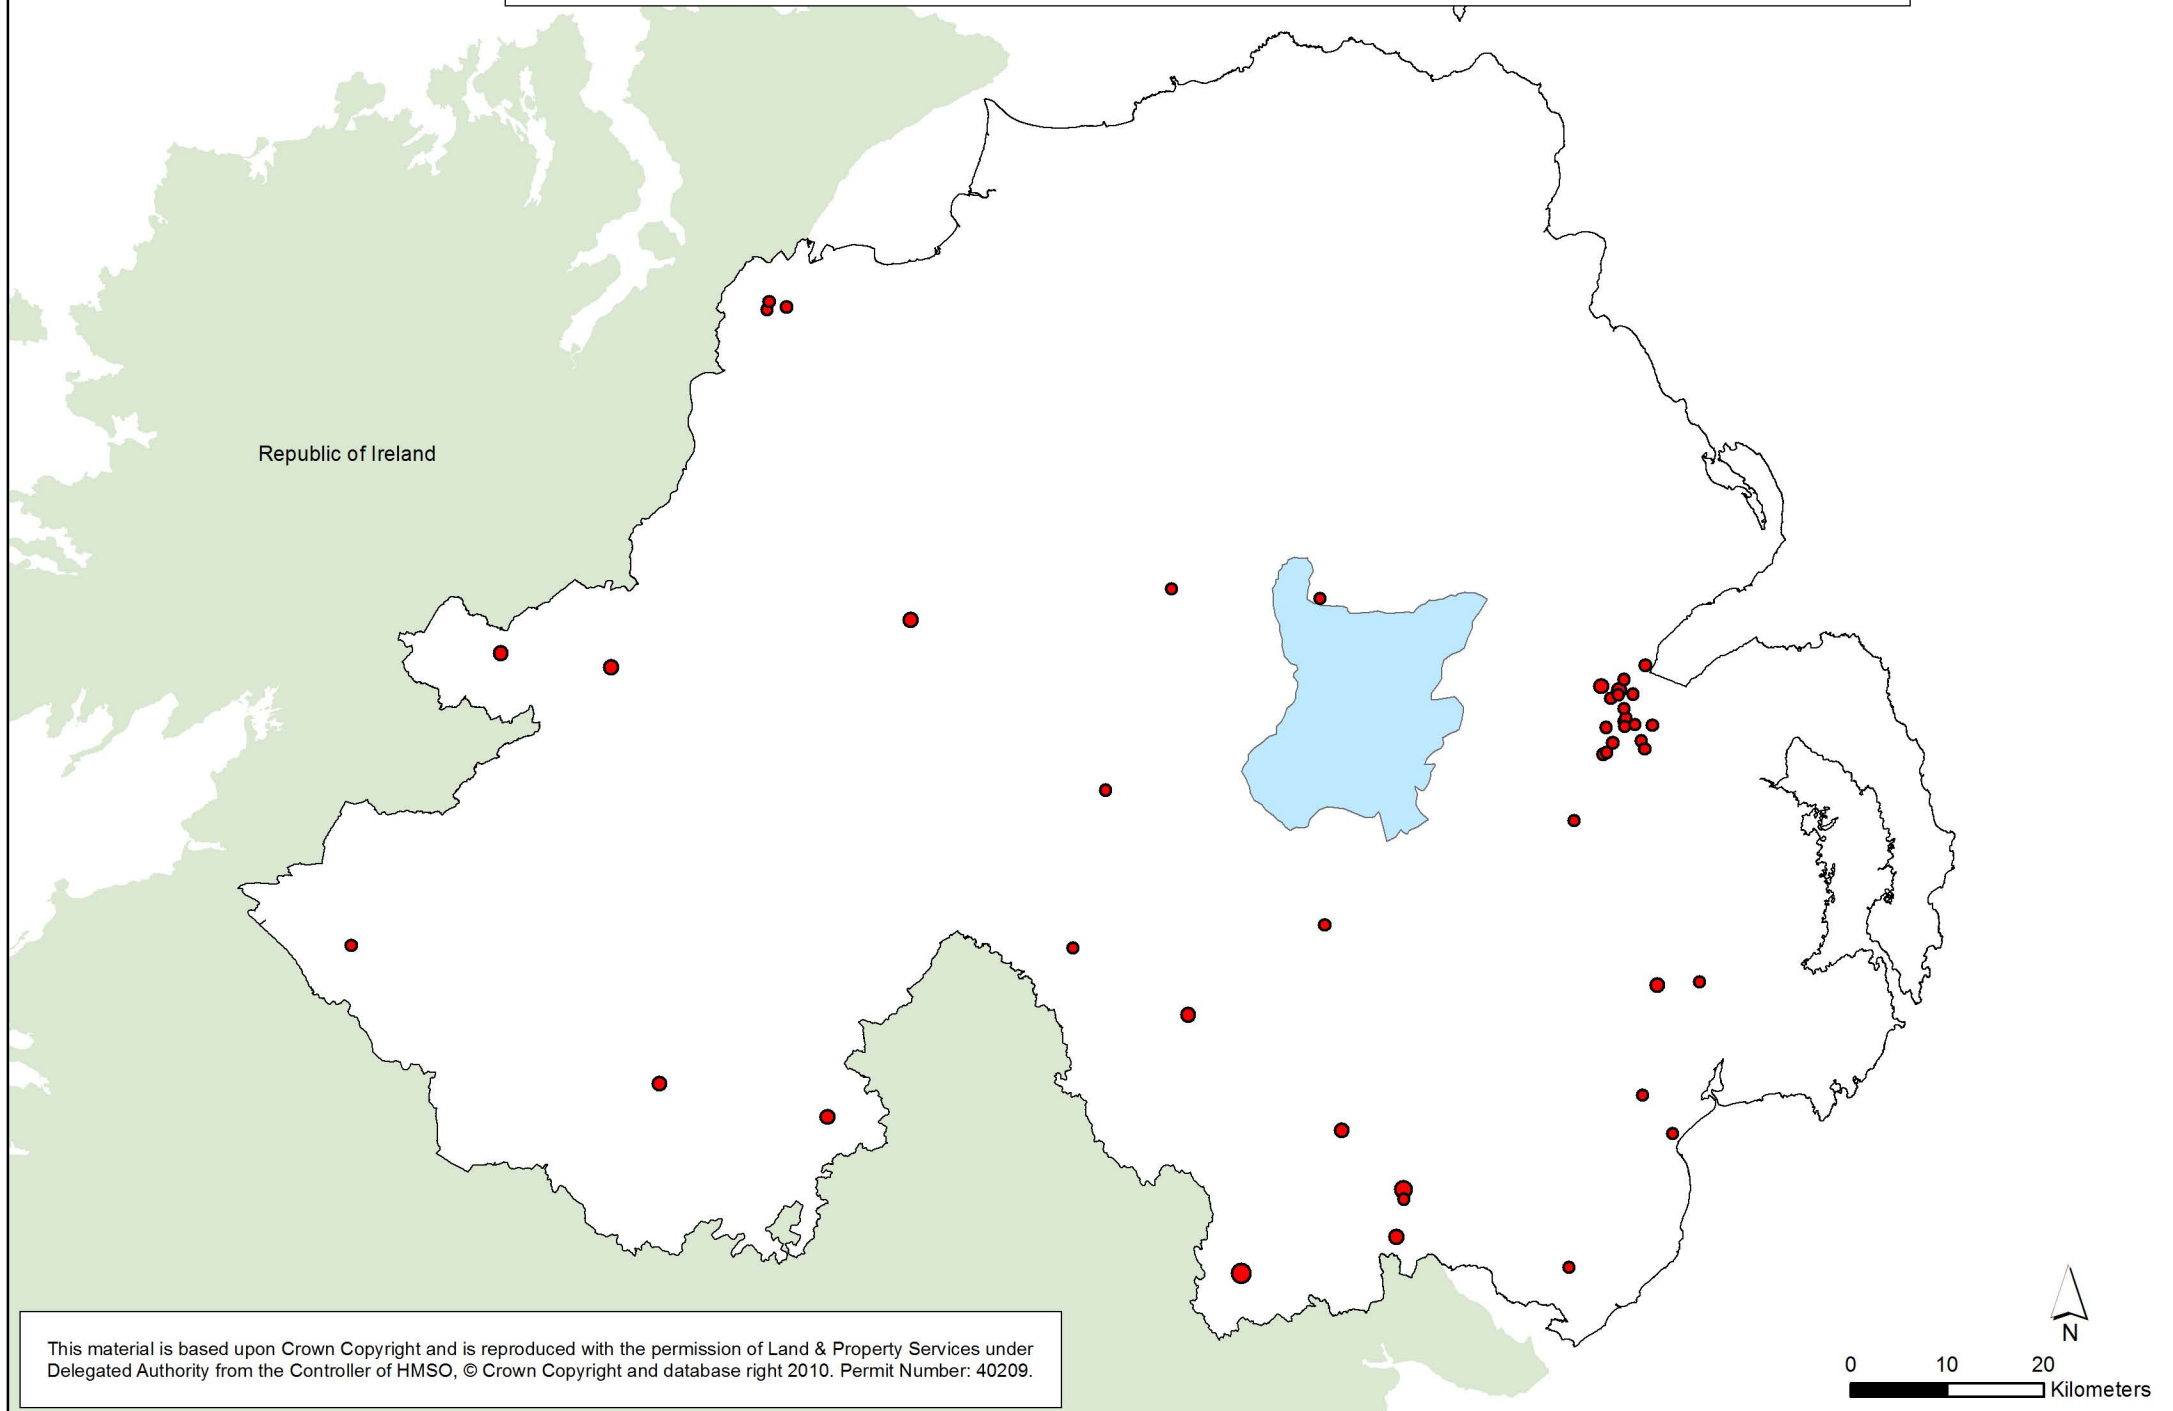 Republic of Ireland
This material is based upon Crown Copyright and is reproduced with the permission of Land & Property Services under
Delegated Authority from the Controller of HMSO, © Crown Copyright and database right 2010. Permit Number: 40209.
N
0 10 20
Kilometers